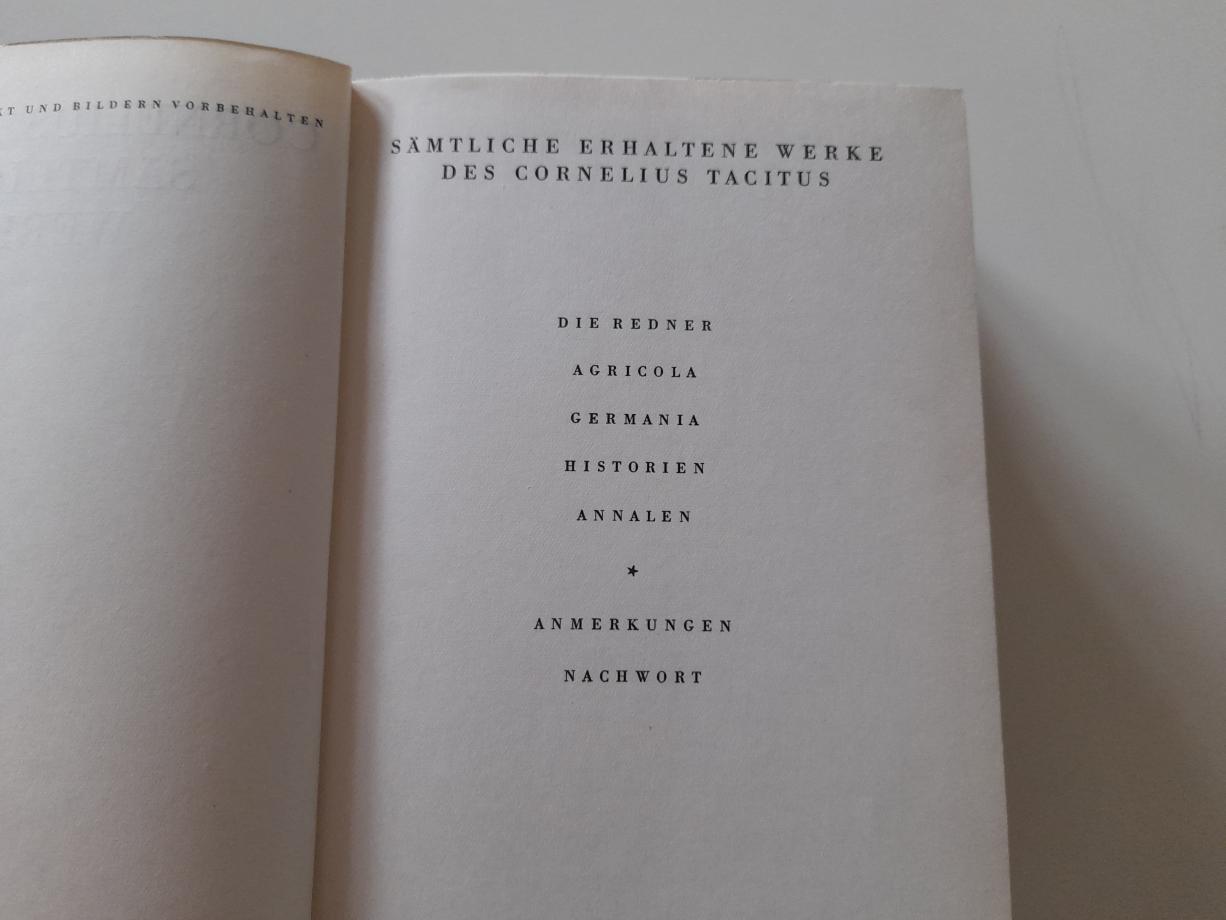 UND BILDERN VORBEHALTEN
SÄMTLICHE ERHALTENE WERKE
DES CORNELIUS TACITUS
DIE REDNER
AGRICOLA
GERMANIA
HISTORIEN
ANNALEN
*
ANMERKUNGEN
NACHWORT